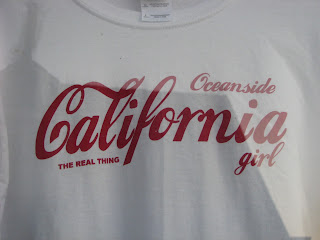 Oceanside
California
THE REAL THING
girl